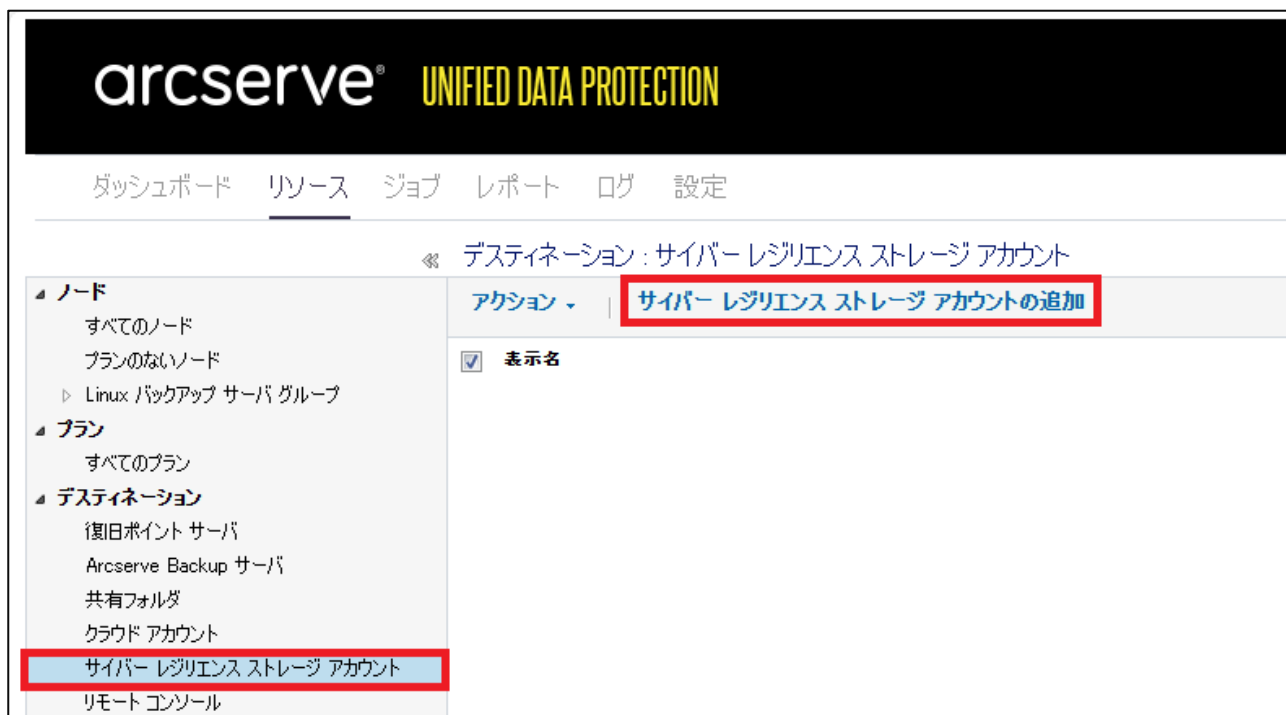 arcserve® UNIFIED DATA PROTECTION
ダッシュボード リソース ジョブ レポート ログ 設定
デスティネーション : サイバー レジリエンス ストレージ アカウント
アクション サイバー レジリエンス ストレージ アカウントの追加
表示名
ノード
すべてのノード
プランのないノード
Linux バックアップ サーバ グループ
プラン
すべてのプラン
デスティネーション
復旧ポイント サーバ
Arcserve Backup サーバ
共有フォルダ
クラウド アカウント
サイバー レジリエンス ストレージ アカウント
リモート コンソール